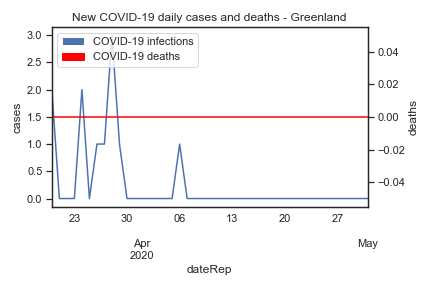 New COVID-19 daily cases and deaths - Greenland
COVID-19 infections
COVID-19 deaths
3.0
2.5
2.0
1.5
1.0
0.5
0.0
cases
0.04
0.02
0.00
−0.02
−0.04
deaths
23 30 06 13 20 27
Apr May
2020
dateRep